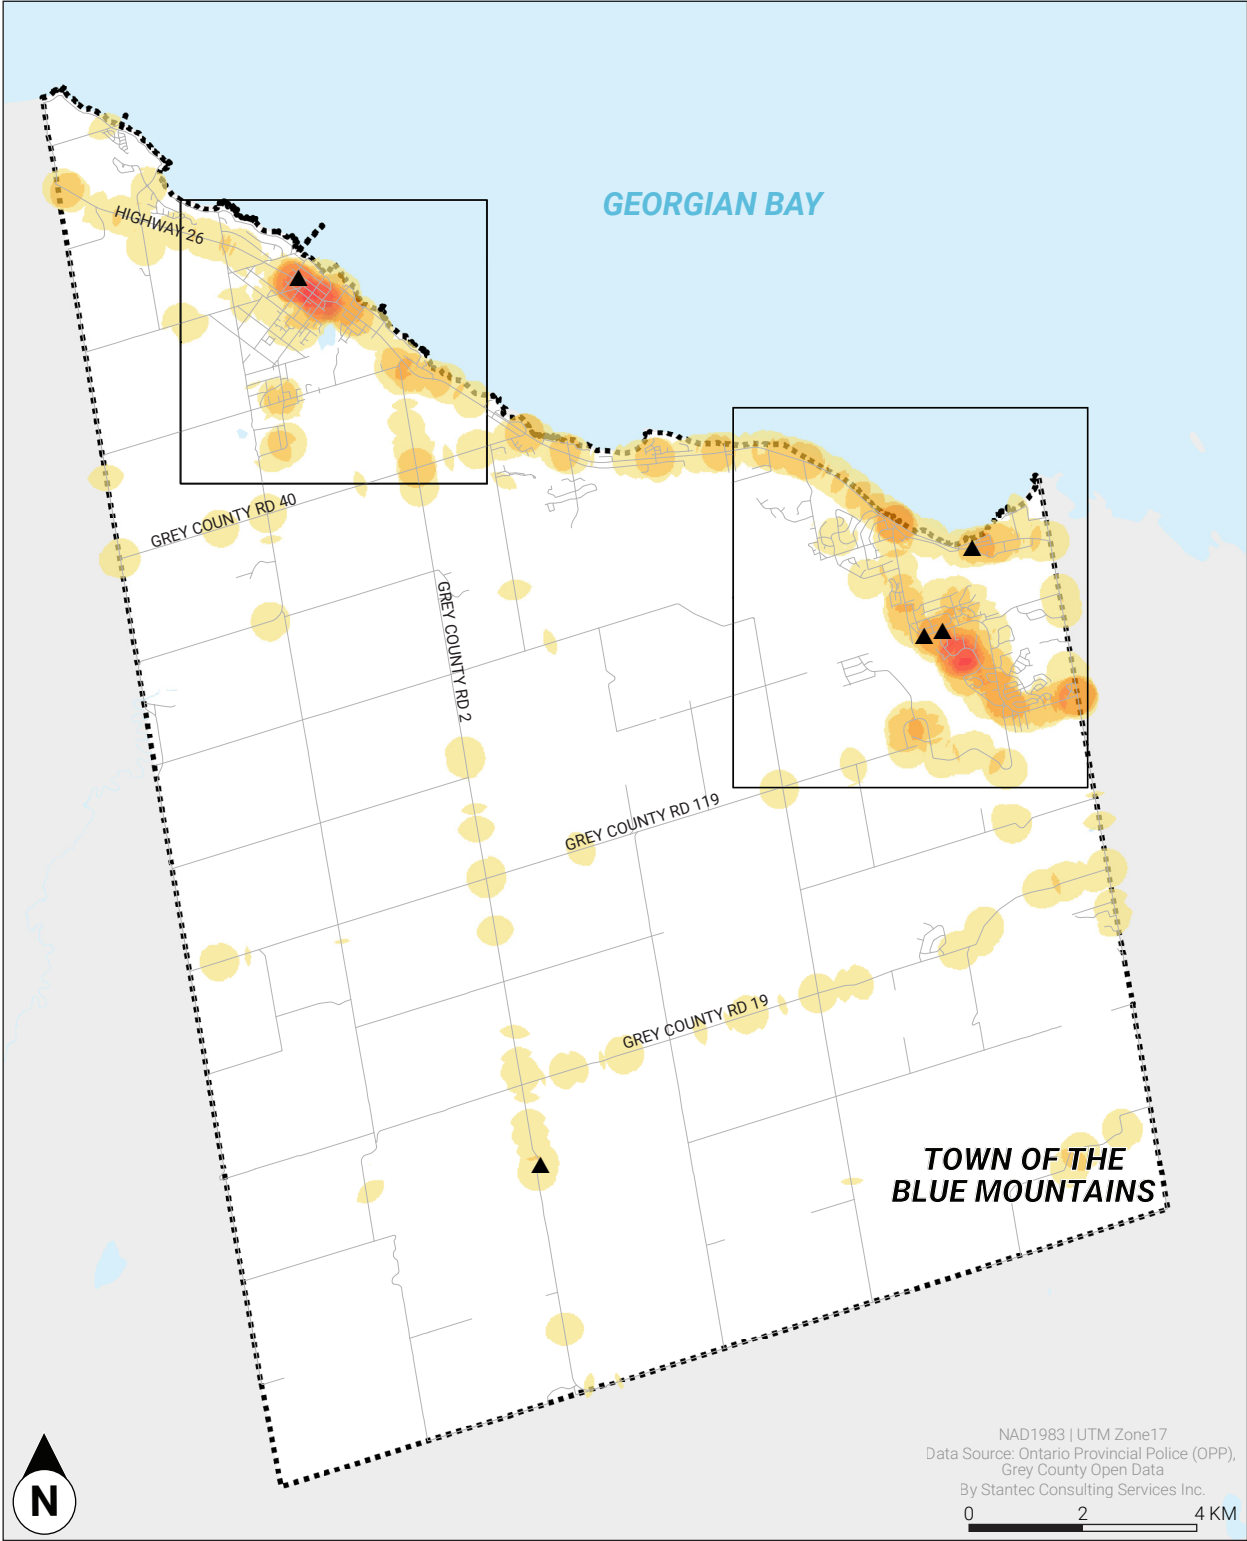 GEORGIAN BAY
HIGHWAY 26
GREY COUNTY RD 40
GREY COUNTY RD 2
GREY COUNTY RD 119
GREY COUNTY RD 19
TOWN OF THE
BLUE MOUNTAINS
NAD1983 | UTM Zone17
Data Source: Ontario Provincial Police (OPP),
Grey County Open Data
By Stantec Consulting Services Inc.
0 2 4 KM
N